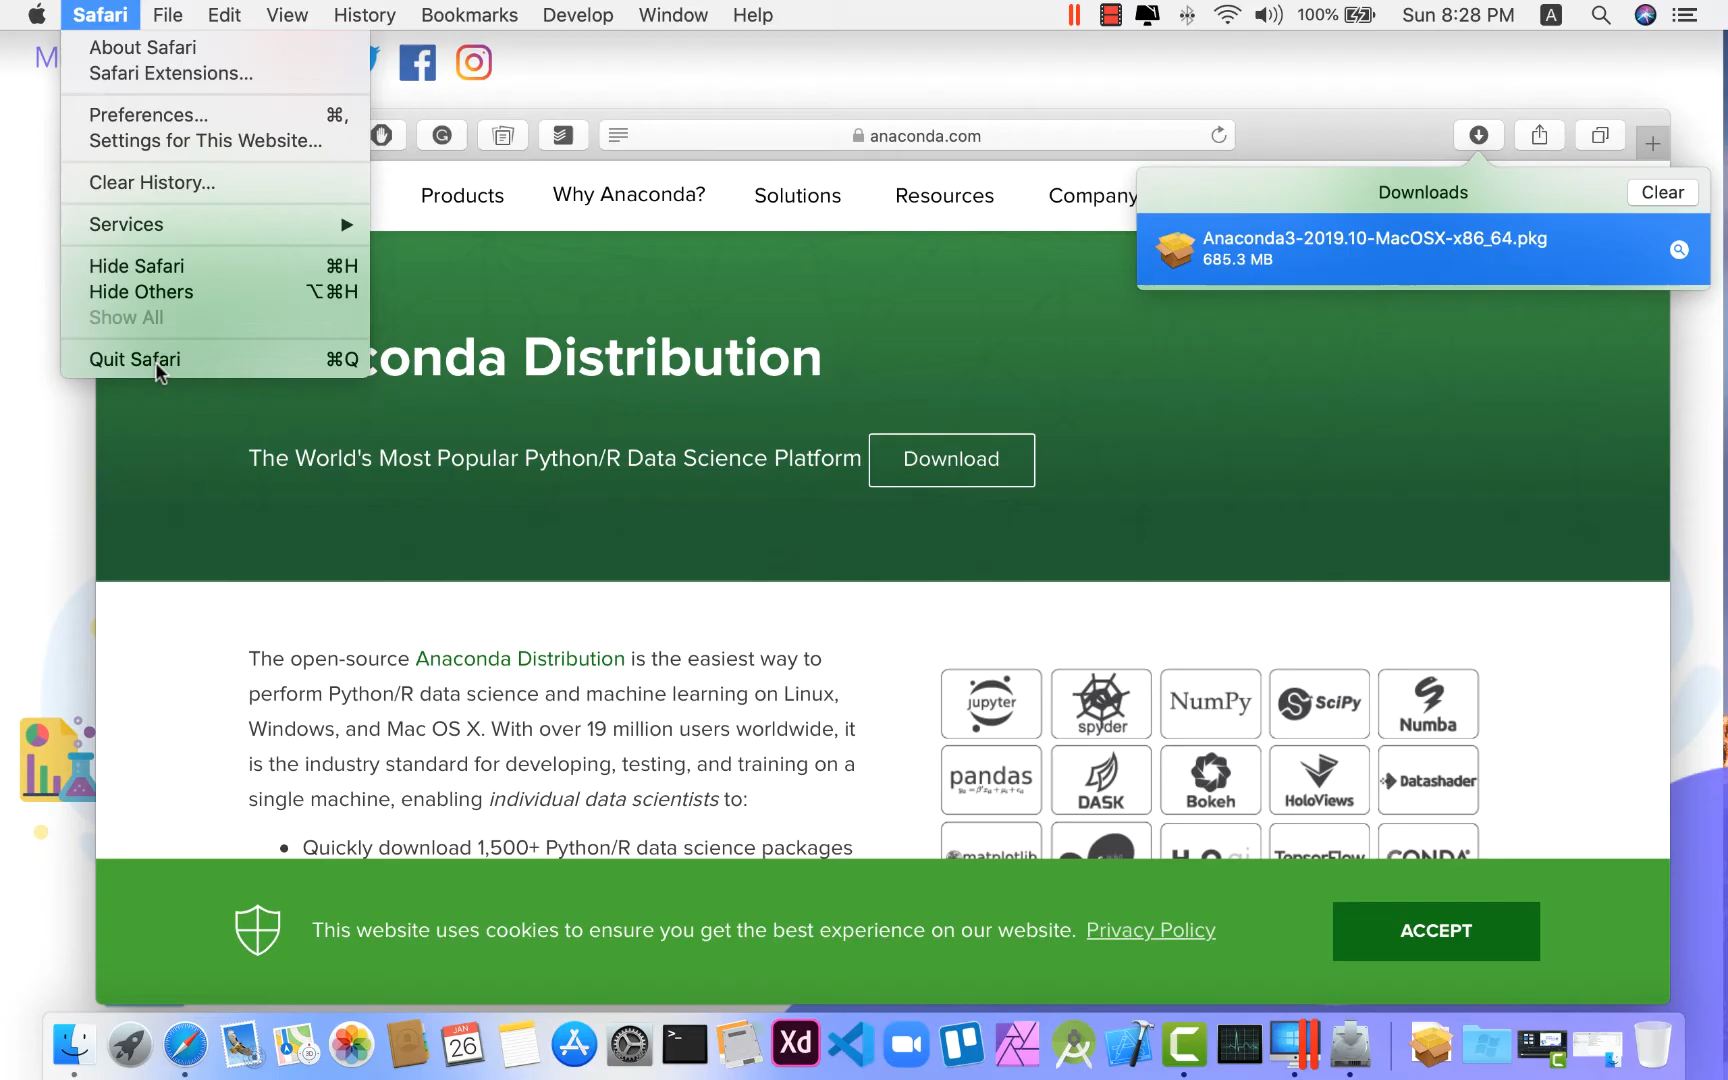 Safari File Edit View History Bookmarks Develop Window Help 100% Sun 8:28 PM A
M
About Safari
Safari Extensions...
Preferences... ⌘,
Settings for This Website...
Clear History...
Services ▶
Hide Safari ⌘H
Hide Others ⌥⌘H
Show All
Quit Safari ⌘Q
anaconda.com
Products Why Anaconda? Solutions Resources Company
Downloads Clear
Anaconda3-2019.10-MacOSX-x86_64.pkg
685.3 MB
conda Distribution
The World's Most Popular Python/R Data Science Platform Download
The open-source Anaconda Distribution is the easiest way to
perform Python/R data science and machine learning on Linux,
Windows, and Mac OS X. With over 19 million users worldwide, it
is the industry standard for developing, testing, and training on a
single machine, enabling individual data scientists to:
• Quickly download 1,500+ Python/R data science packages
jupyter spyder NumPy SciPy Numba
pandas DASK Bokeh HoloViews Datashader
matplotlib TensorFlow CONDA
This website uses cookies to ensure you get the best experience on our website. Privacy Policy ACCEPT
JAN
26
Xd